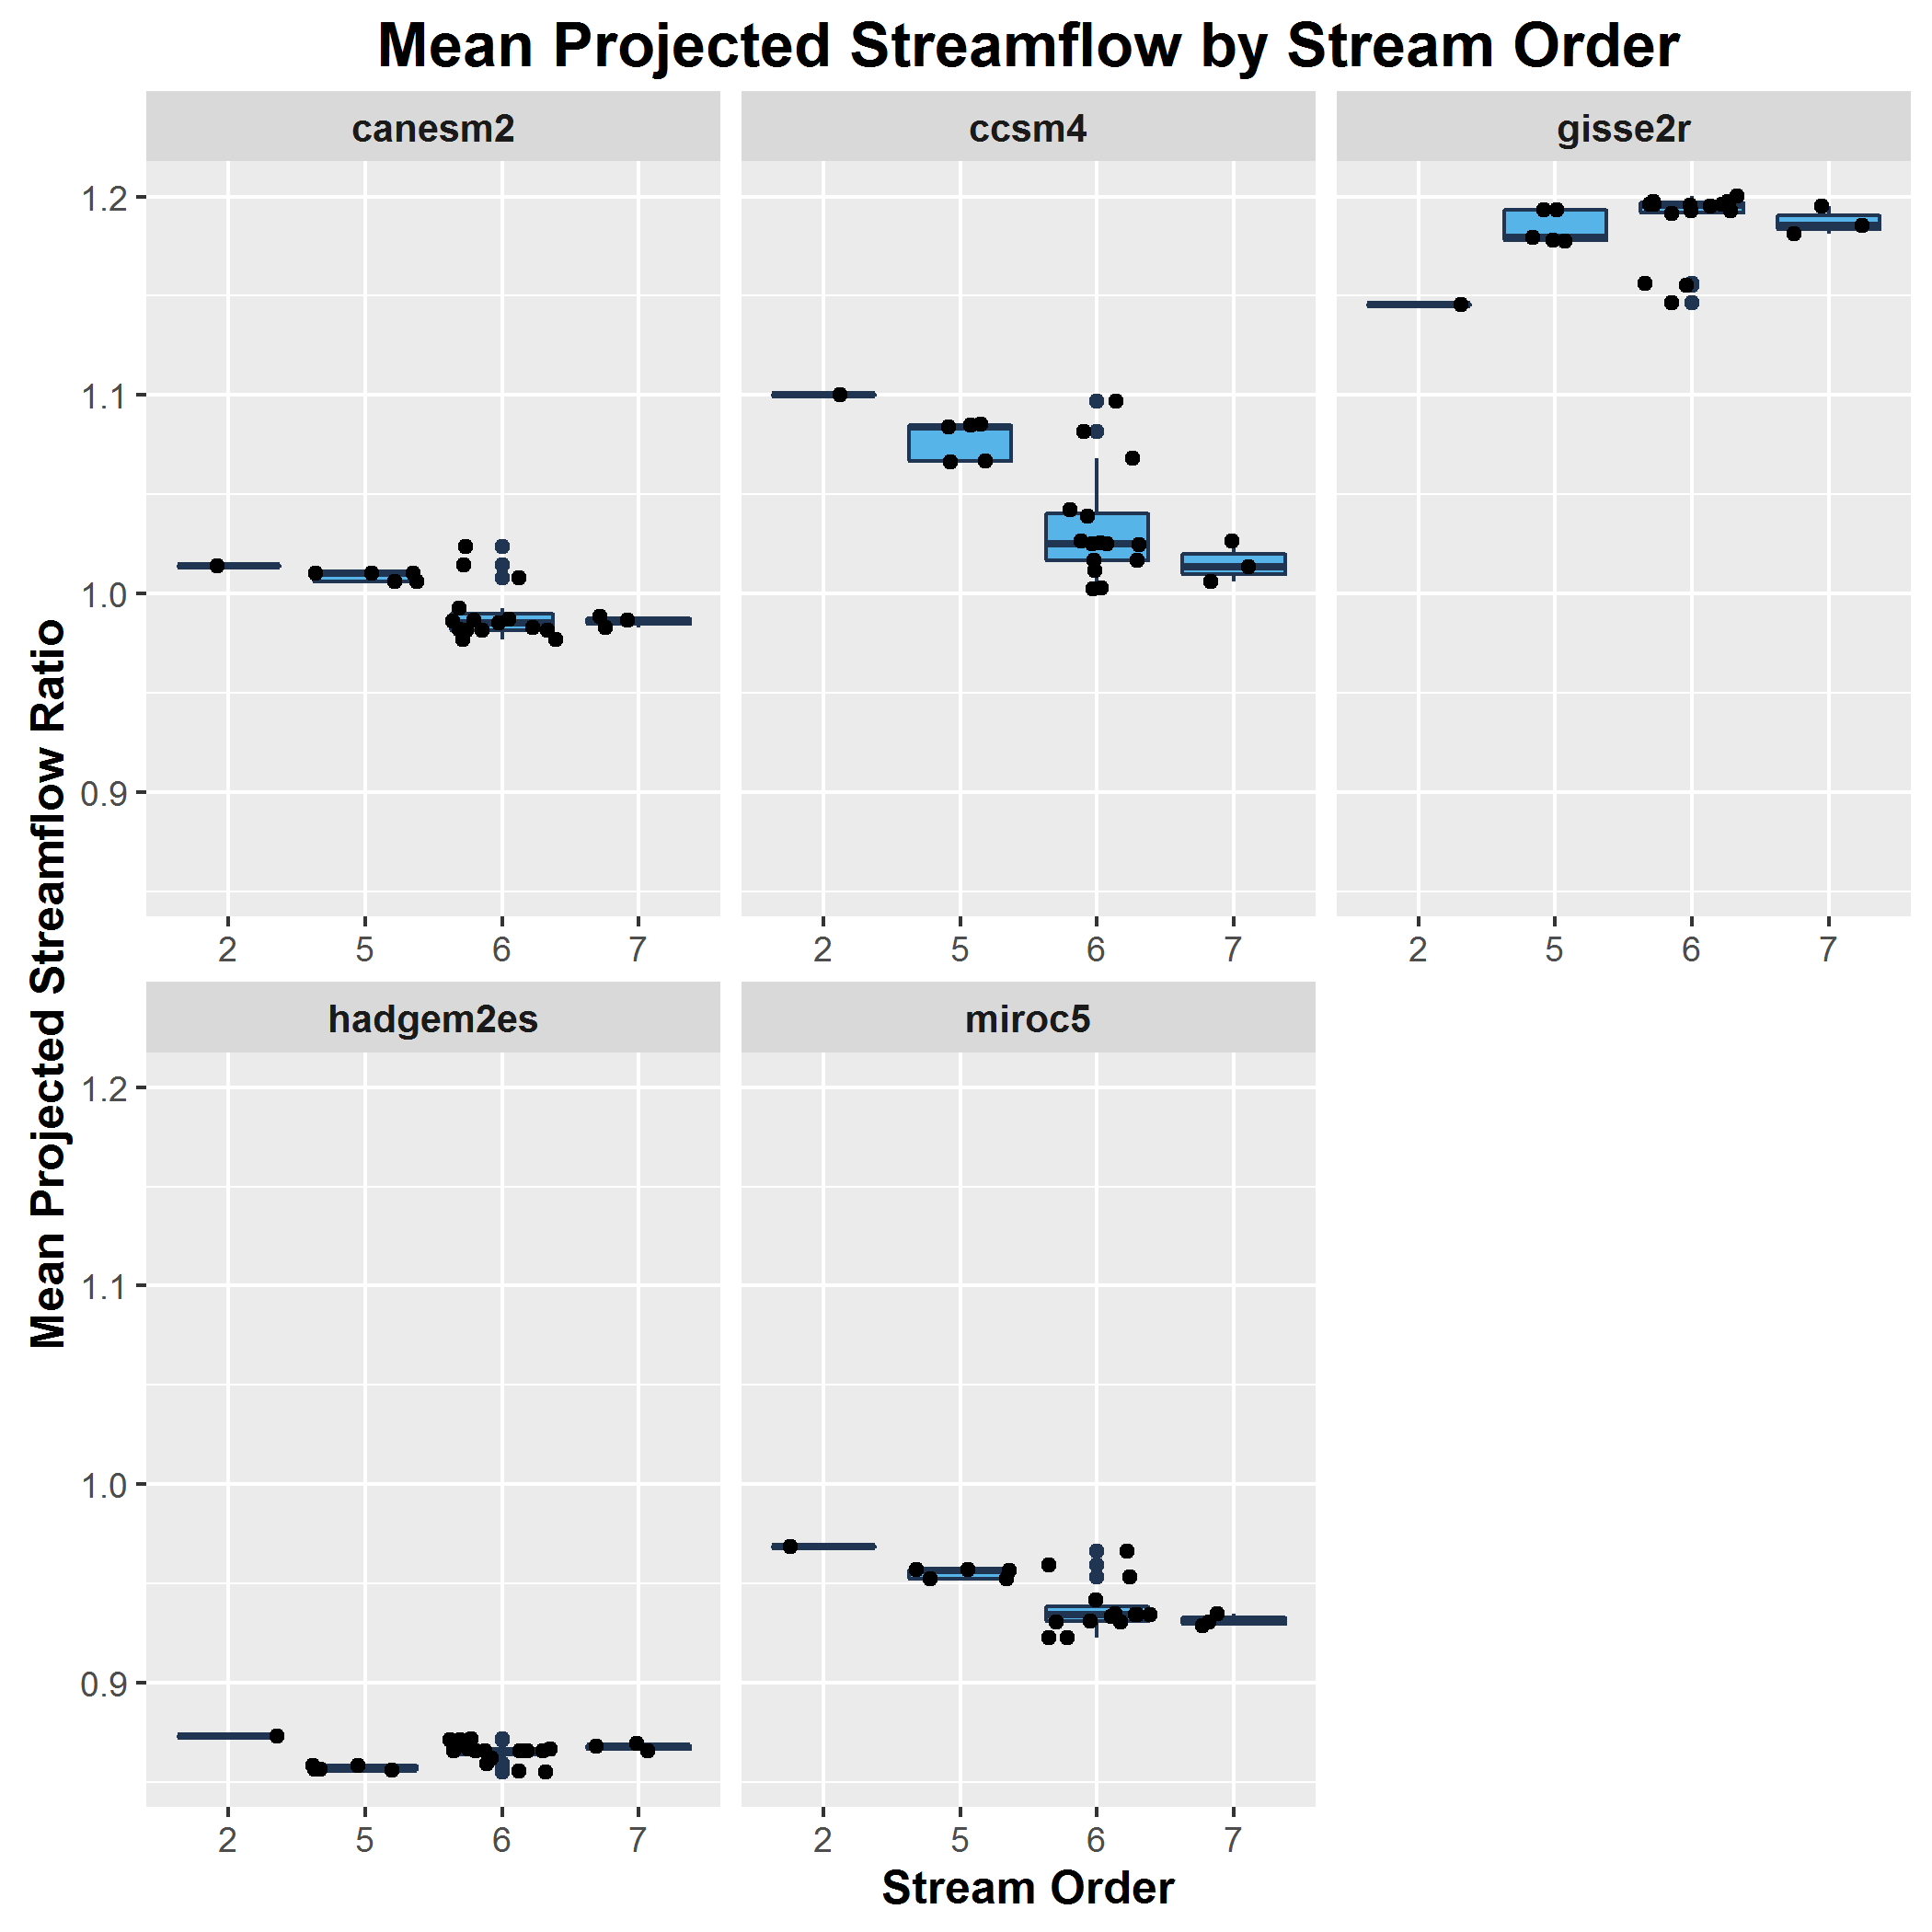 Mean Projected Streamflow by Stream Order
canesm2
ccsm4
gisse2r
1.2
1.1
1.0
0.9
2 5 6 7
2 5 6 7
2 5 6 7
Mean Projected Streamflow Ratio
hadgem2es
miroc5
1.2
1.1
1.0
0.9
2 5 6 7
2 5 6 7
Stream Order